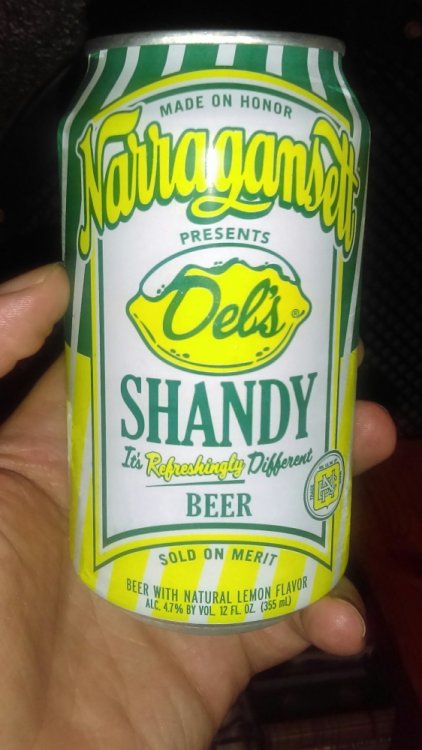 MADE ON HONOR
Narragansett
PRESENTS
Del's ®
SHANDY
It's Refreshingly Different
BEER
SOLD ON MERIT
BEER WITH NATURAL LEMON FLAVOR
ALC. 4.7% BY VOL. 12 FL. OZ. (355 mL)